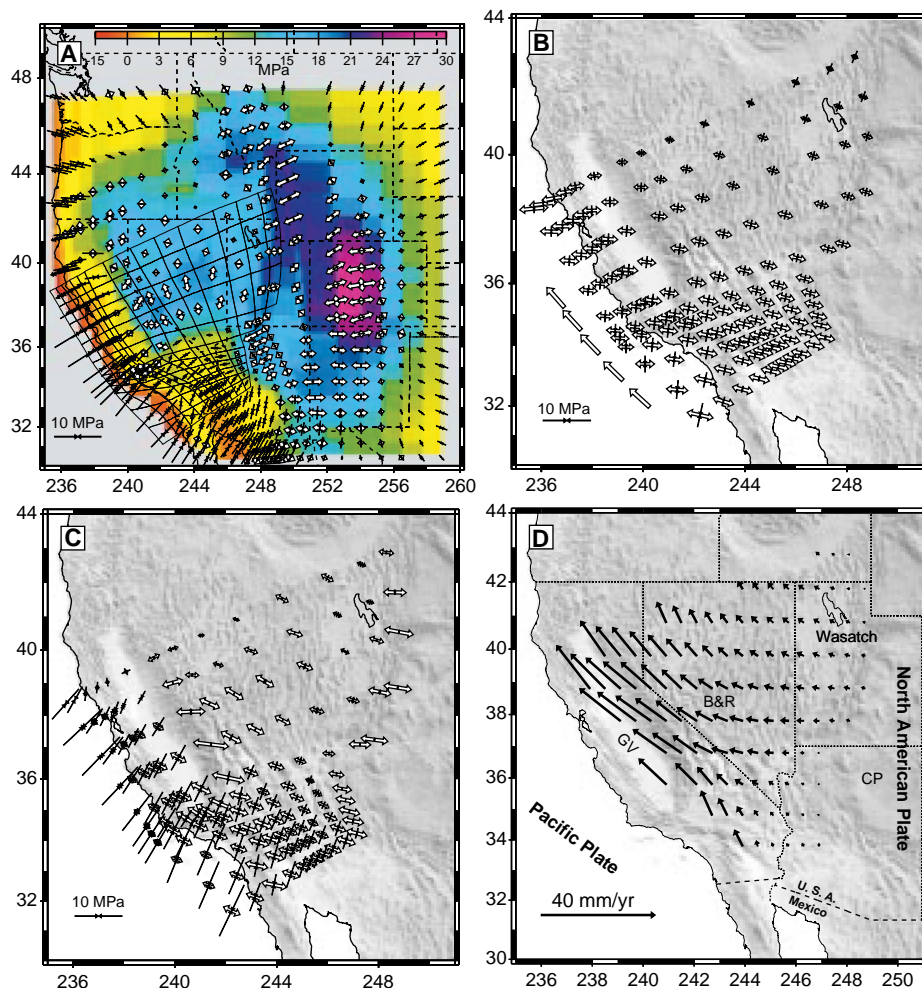 A
-15 0 3 6 9 12 15 18 21 24 27 30
MPa
48
44
40
36
32
10 MPa
236 240 244 248 252 256 260
B
44
40
36
32
10 MPa
236 240 244 248
C
44
40
36
32
10 MPa
236 240 244 248
D
44
42
40
38
36
34
32
30
Wasatch
B&R
GV
CP
North American Plate
Pacific Plate
U. S. A.
Mexico
40 mm/yr
236 238 240 242 244 246 248 250